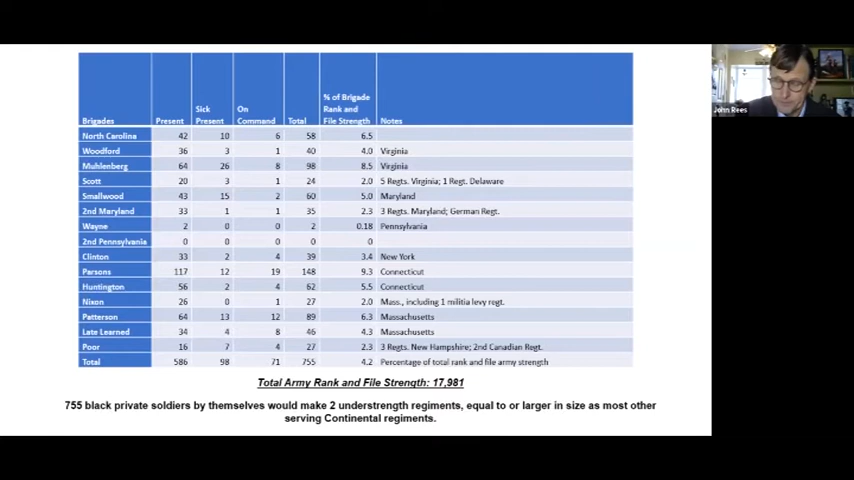 Brigades Present Sick Present On Command Total % of Brigade Rank and File Strength Notes
North Carolina 42 10 6 58 6.5
Woodford 36 3 1 40 4.0 Virginia
Muhlenberg 64 26 8 98 8.5 Virginia
Scott 20 3 1 24 2.0 5 Regts. Virginia; 1 Regt. Delaware
Smallwood 43 15 2 60 5.0 Maryland
2nd Maryland 33 1 1 35 2.3 3 Regts. Maryland; German Regt.
Wayne 2 0 0 2 0.18 Pennsylvania
2nd Pennsylvania 0 0 0 0 0
Clinton 33 2 4 39 3.4 New York
Parsons 117 12 19 148 9.3 Connecticut
Huntington 56 2 4 62 5.5 Connecticut
Nixon 26 0 1 27 2.0 Mass., including 1 militia levy regt.
Patterson 64 13 12 89 6.3 Massachusetts
Late Learned 34 4 8 46 4.3 Massachusetts
Poor 16 7 4 27 2.3 3 Regts. New Hampshire; 2nd Canadian Regt.
Total 586 98 71 755 4.2 Percentage of total rank and file army strength
Total Army Rank and File Strength: 17,981
755 black private soldiers by themselves would make 2 understrength regiments, equal to or larger in size as most other
serving Continental regiments.
John Rees